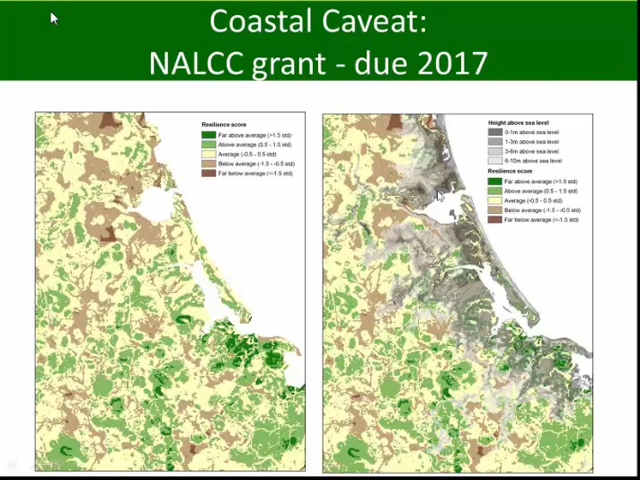 Coastal Caveat:
NALCC grant - due 2017
Resilience score
Far above average (>1.5 std)
Above average (0.5 - 1.5 std)
Average (-0.5 - 0.5 std)
Below average (-1.5 - -0.5 std)
Far below average (<-1.5 std)
Height above sea level
0-1m above sea level
1-3m above sea level
3-6m above sea level
6-10m above sea level
Resilience score
Far above average (>1.5 std)
Above average (0.5 - 1.5 std)
Average (-0.5 - 0.5 std)
Below average (-1.5 - -0.5 std)
Far below average (<-1.5 std)